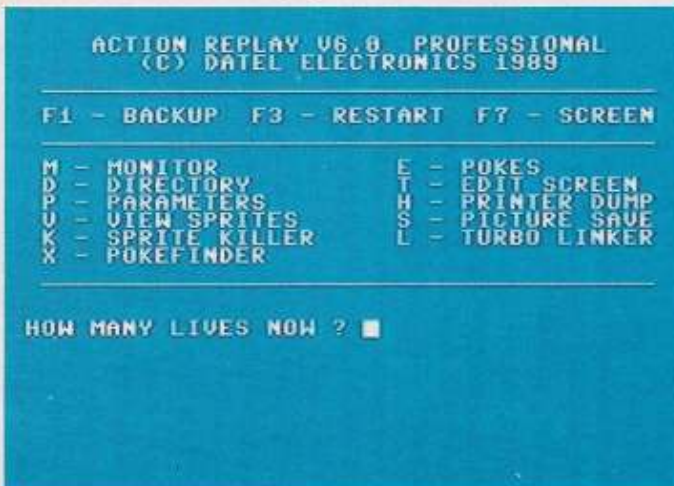 ACTION REPLAY V6.0 PROFESSIONAL
(C) DATEL ELECTRONICS 1989
F1 - BACKUP F3 - RESTART F7 - SCREEN
M - MONITOR E - POKES
D - DIRECTORY T - EDIT SCREEN
P - PARAMETERS H - PRINTER DUMP
V - VIEW SPRITES S - PICTURE SAVE
K - SPRITE KILLER L - TURBO LINKER
X - POKEFINDER
HOW MANY LIVES NOW ?